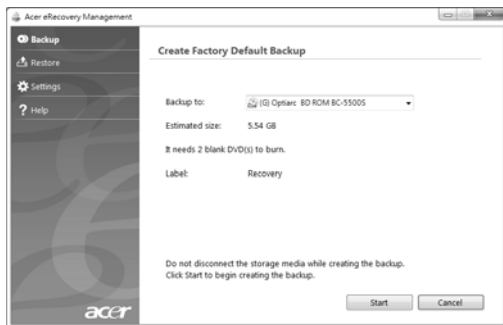 Acer eRecovery Management
Backup
Restore
Settings
Help
Create Factory Default Backup
Backup to: (G) Optiarc BD ROM BC-5500S
Estimated size: 5.54 GB
It needs 2 blank DVD(s) to burn.
Label: Recovery
Do not disconnect the storage media while creating the backup.
Click Start to begin creating the backup.
Start Cancel
acer